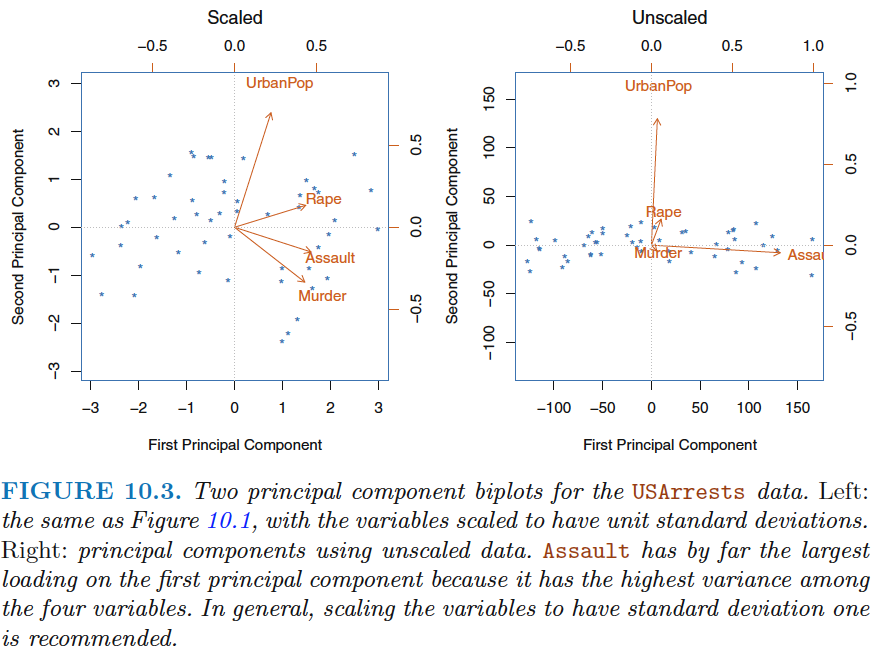 Scaled
Unscaled
−0.5 0.0 0.5
−0.5 0.0 0.5 1.0
UrbanPop
Rape
Assault
Murder
UrbanPop
Rape
Murder
Assau
Second Principal Component
3
2
1
0
−1
−2
−3
0.5
0.0
−0.5
Second Principal Component
150
100
50
0
−50
−100
1.0
0.5
0.0
−0.5
−3 −2 −1 0 1 2 3
−100 −50 0 50 100 150
First Principal Component
First Principal Component
FIGURE 10.3. Two principal component biplots for the USArrests data. Left:
the same as Figure 10.1, with the variables scaled to have unit standard deviations.
Right: principal components using unscaled data. Assault has by far the largest
loading on the first principal component because it has the highest variance among
the four variables. In general, scaling the variables to have standard deviation one
is recommended.